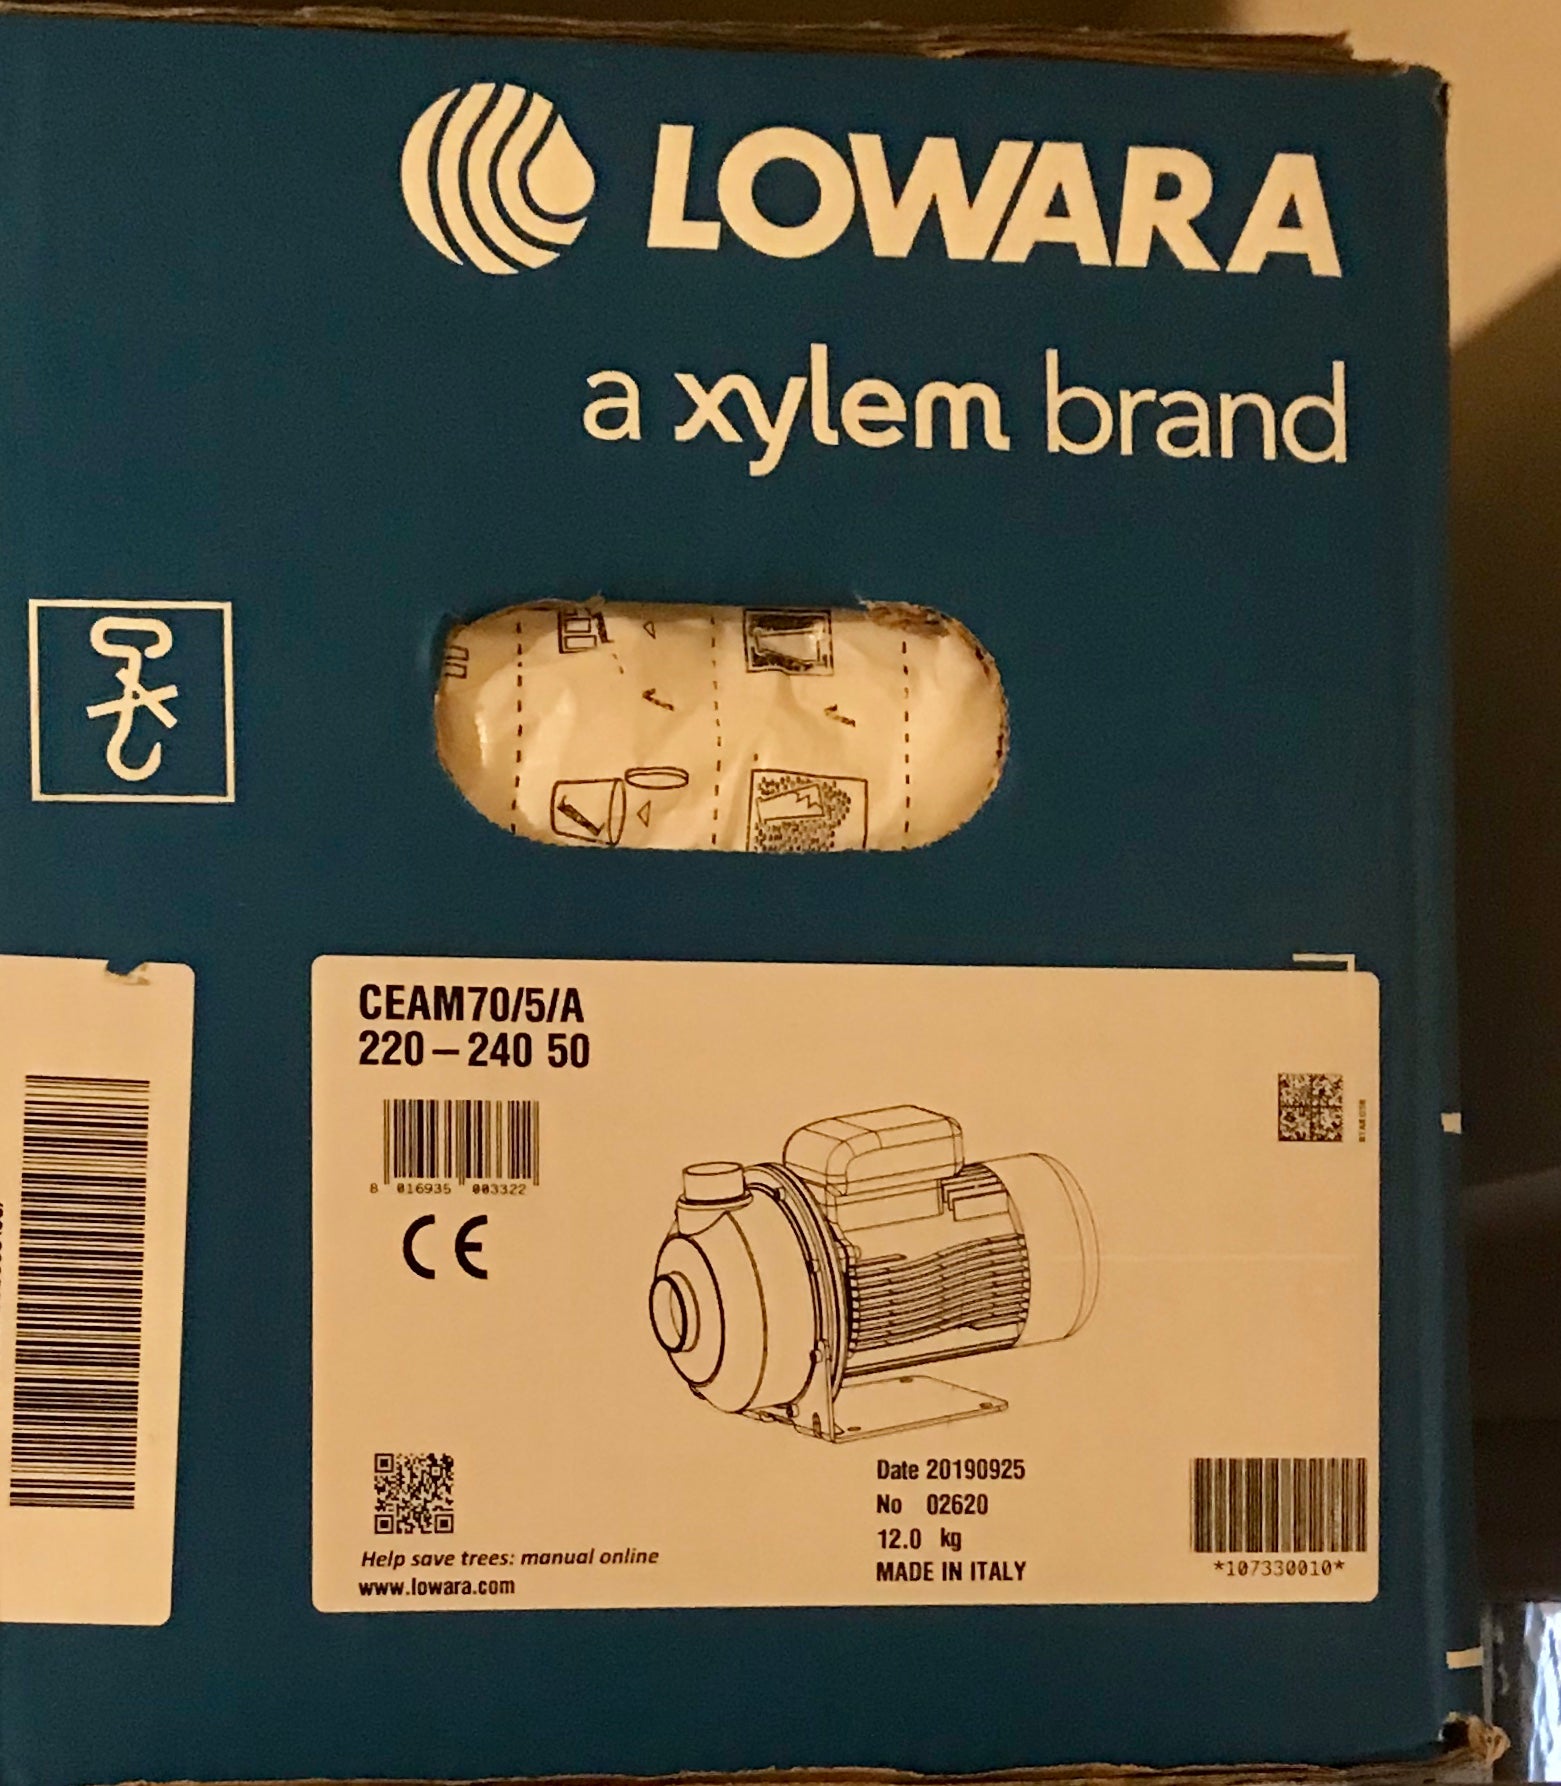 LOWARA
a xylem brand
CEAM70/5/A
220 – 240 50
8 016935 003322
CE
Help save trees: manual online
www.lowara.com
Date 20190925
No 02620
12.0 kg
MADE IN ITALY
*107330010*